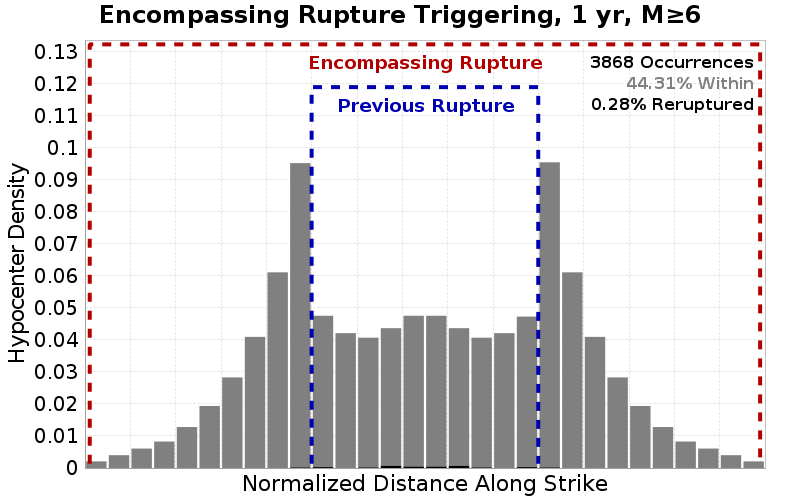 Encompassing Rupture Triggering, 1 yr, M≥6
Encompassing Rupture
Previous Rupture
3868 Occurrences
44.31% Within
0.28% Reruptured
Hypocenter Density
0.13
0.12
0.11
0.1
0.09
0.08
0.07
0.06
0.05
0.04
0.03
0.02
0.01
0
Normalized Distance Along Strike